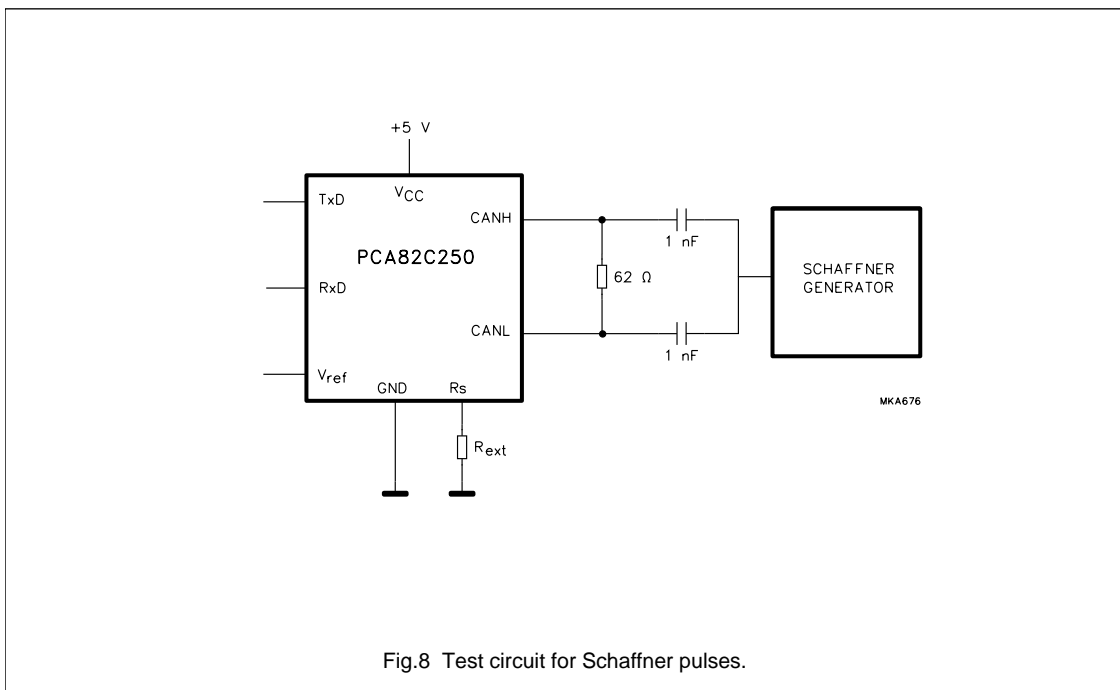 +5 V
TxD
VCC
CANH
1 nF
PCA82C250
62 Ω
SCHAFFNER
GENERATOR
RxD
CANL
1 nF
Vref
GND
Rs
MKA676
Rext
Fig.8 Test circuit for Schaffner pulses.